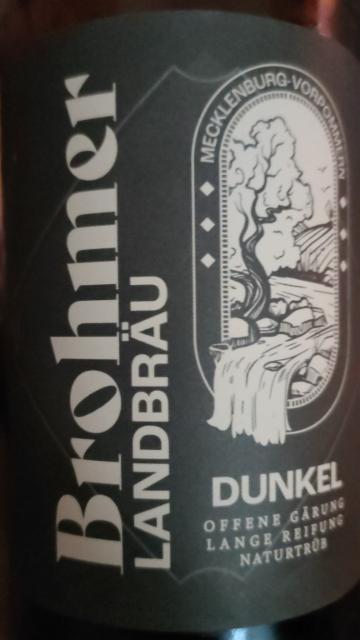 Brohmer
LANDBRÄU
MECKLENBURG-VORPOMMERN
DUNKEL
OFFENE GÄRUNG
LANGE REIFUNG
NATURTRÜB